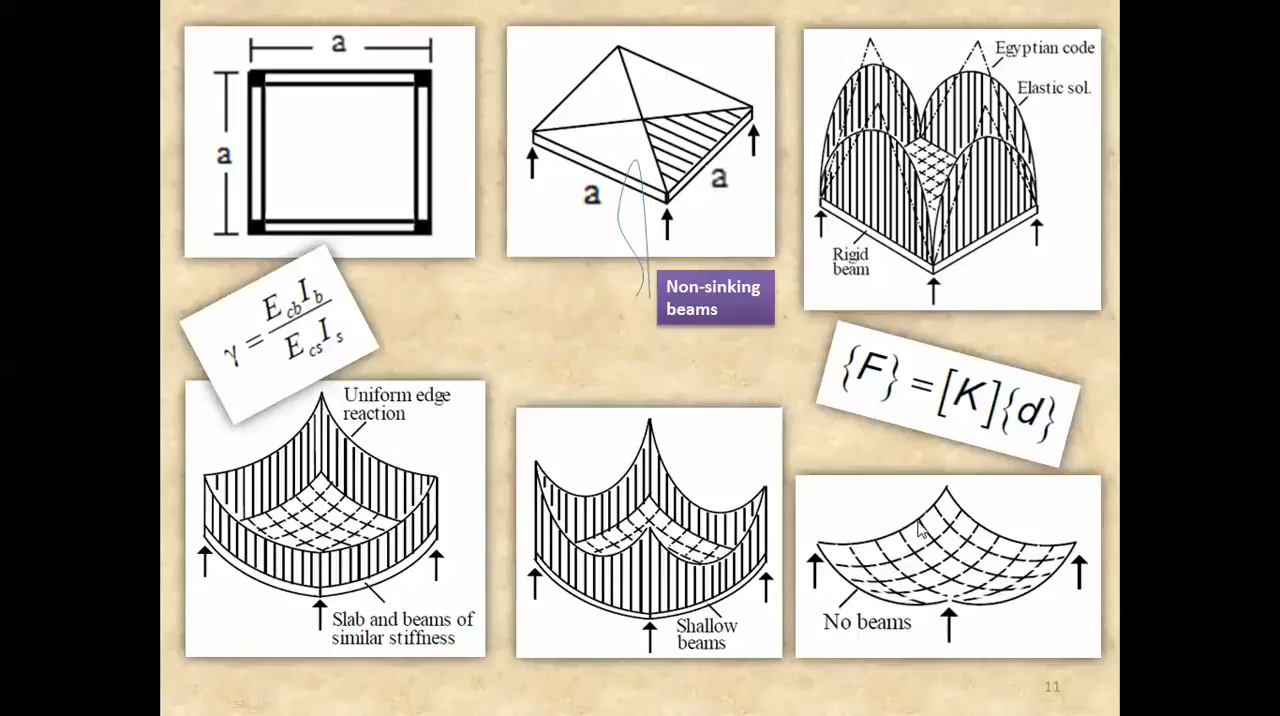 a
a
a
a
Non-sinking
beams
Egyptian code
Elastic sol.
Rigid
beam
γ = E_cb I_b / E_cs I_s
{F} = [K]{d}
Uniform edge
reaction
Slab and beams of
similar stiffness
Shallow
beams
No beams
11